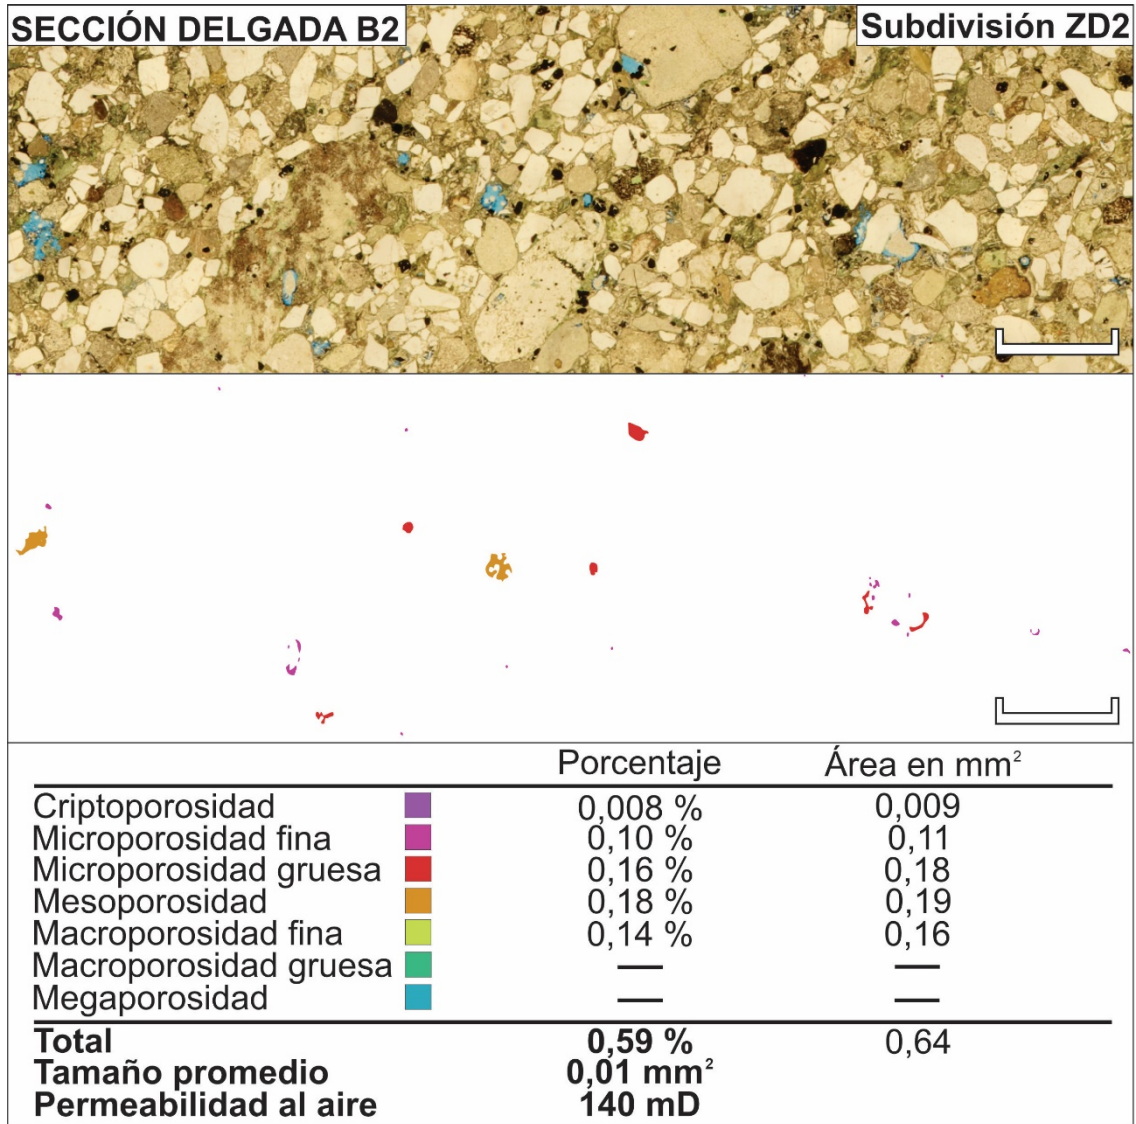 SECCIÓN DELGADA B2 Subdivisión ZD2
Porcentaje Área en mm²
Criptoporosidad 0,008 % 0,009
Microporosidad fina 0,10 % 0,11
Microporosidad gruesa 0,16 % 0,18
Mesoporosidad 0,18 % 0,19
Macroporosidad fina 0,14 % 0,16
Macroporosidad gruesa — —
Megaporosidad — —
Total 0,59 % 0,64
Tamaño promedio 0,01 mm²
Permeabilidad al aire 140 mD